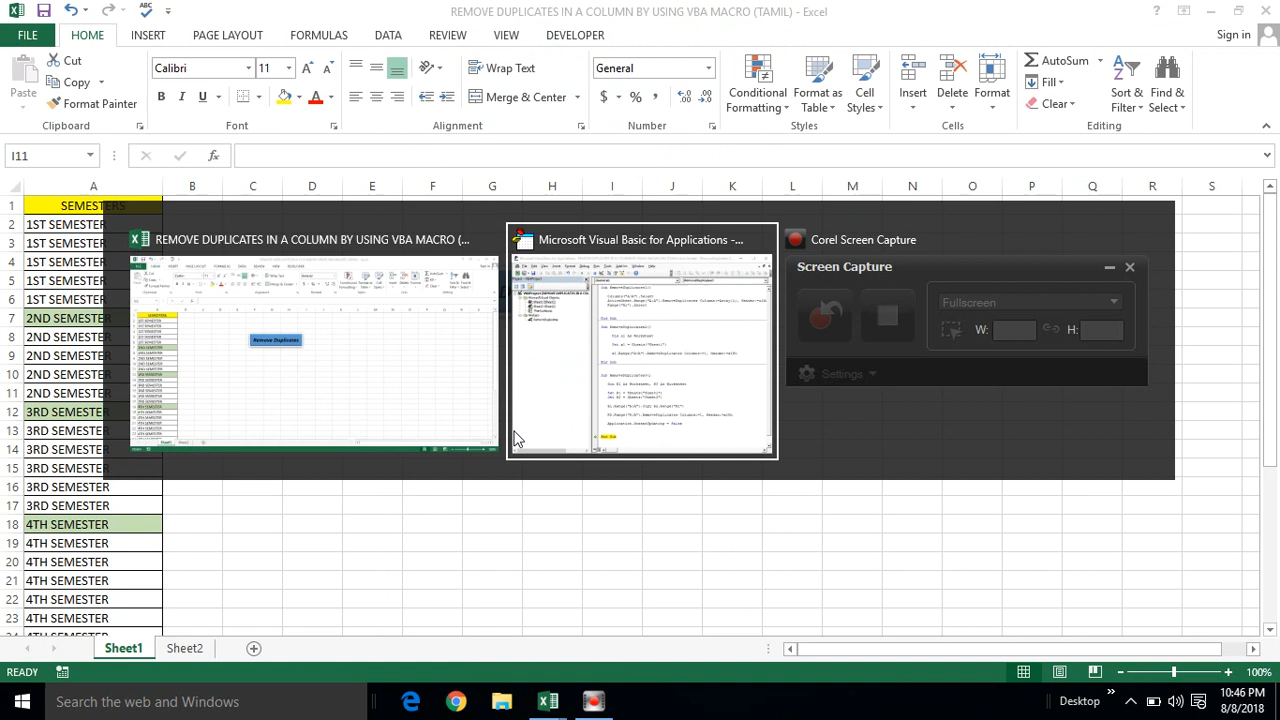 REMOVE DUPLICATES IN A COLUMN BY USING VBA MACRO (TAMIL) - Excel
FILE HOME INSERT PAGE LAYOUT FORMULAS DATA REVIEW VIEW DEVELOPER Sign in
Paste
Cut
Copy
Format Painter
Calibri 11
B I U
Wrap Text
Merge & Center
General
$ % ,
Conditional Formatting
Format as Table
Cell Styles
Insert
Delete
Format
AutoSum
Fill
Clear
Sort & Filter
Find & Select
Clipboard Font Alignment Number Styles Cells Editing
I11
A B C D E F G H I J K L M N O P Q R S
1 SEMESTERS
2 1ST SEMESTER
3 1ST SEMESTER
4 1ST SEMESTER
5 1ST SEMESTER
6 1ST SEMESTER
7 2ND SEMESTER
8 2ND SEMESTER
9 2ND SEMESTER
10 2ND SEMESTER
11 2ND SEMESTER
12 3RD SEMESTER
13 3RD SEMESTER
14 3RD SEMESTER
15 3RD SEMESTER
16 3RD SEMESTER
17 3RD SEMESTER
18 4TH SEMESTER
19 4TH SEMESTER
20 4TH SEMESTER
21 4TH SEMESTER
22 4TH SEMESTER
23 4TH SEMESTER
24 4TH SEMESTER
REMOVE DUPLICATES IN A COLUMN BY USING VBA MACRO (...
Remove Duplicates
Microsoft Visual Basic for Applications -...
Corel Screen Capture
Screen Capture
Fullscreen
W: H:
Settings
Sheet1 Sheet2
READY 100%
Search the web and Windows
Desktop
10:46 PM
8/8/2018